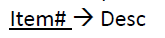 Item# → Desc